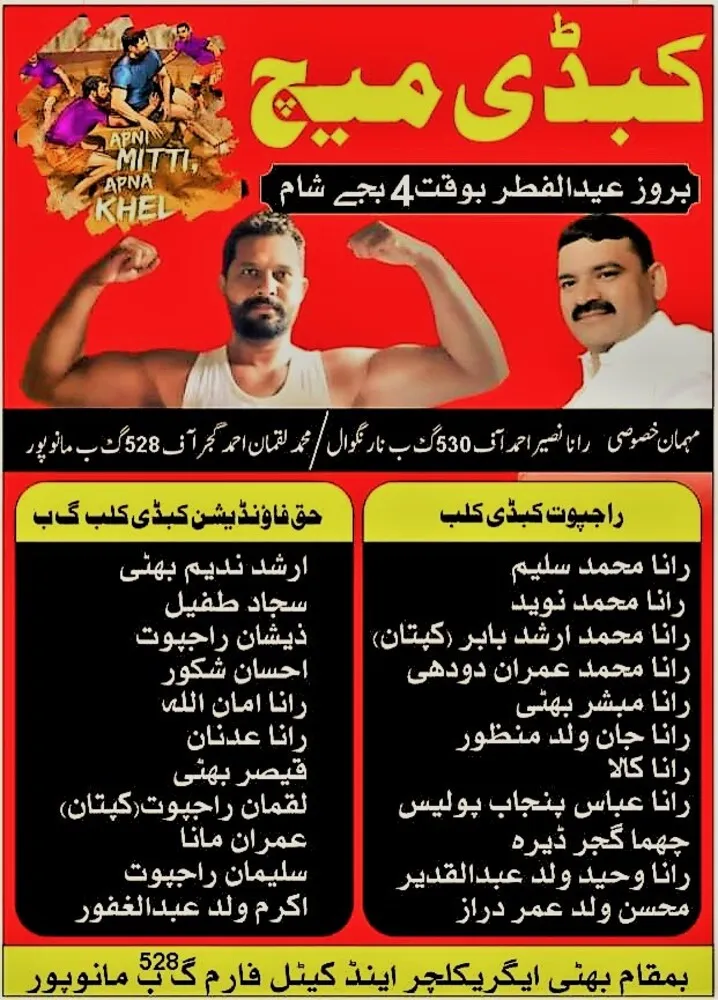 کبڈی میچ
APNI
MITTI,
APNA
KHEL
بروز عیدالفطر بوقت 4 بجے شام
مہمان خصوصی رانا نصیر احمد آف 530 گ ب نارنگوال / محمد لقمان احمد گجر آف 528 گ ب مانوپور
راجپوت کبڈی کلب
رانا محمد سلیم
رانا محمد نوید
رانا محمد ارشد بابر (کپتان)
رانا محمد عمران دودھی
رانا مبشر بھٹی
رانا جان ولد منظور
رانا کالا
رانا عباس پنجاب پولیس
چھما گجر ڈیرہ
رانا وحید ولد عبدالقدیر
محسن ولد عمر دراز
حق فاؤنڈیشن کبڈی کلب گ ب
ارشد ندیم بھٹی
سجاد طفیل
ذیشان راجپوت
احسان شکور
رانا امان اللہ
رانا عدنان
قیصر بھٹی
لقمان راجپوت (کپتان)
عمران مانا
سلیمان راجپوت
اکرم ولد عبدالغفور
بمقام بھٹی ایگریکلچر اینڈ کیٹل فارم گ ب 528 مانوپور